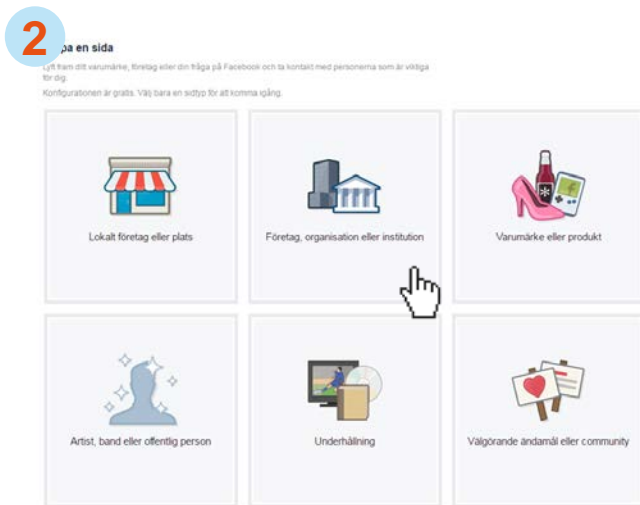 2
pa en sida
Lyft fram ditt varumärke, företag eller din fråga på Facebook och ta kontakt med personerna som är viktiga
för dig.
Konfigurationen är gratis. Välj bara en sidtyp för att komma igång.
Lokalt företag eller plats
Företag, organisation eller institution
Varumärke eller produkt
Artist, band eller offentlig person
Underhållning
Välgörande ändamål eller community